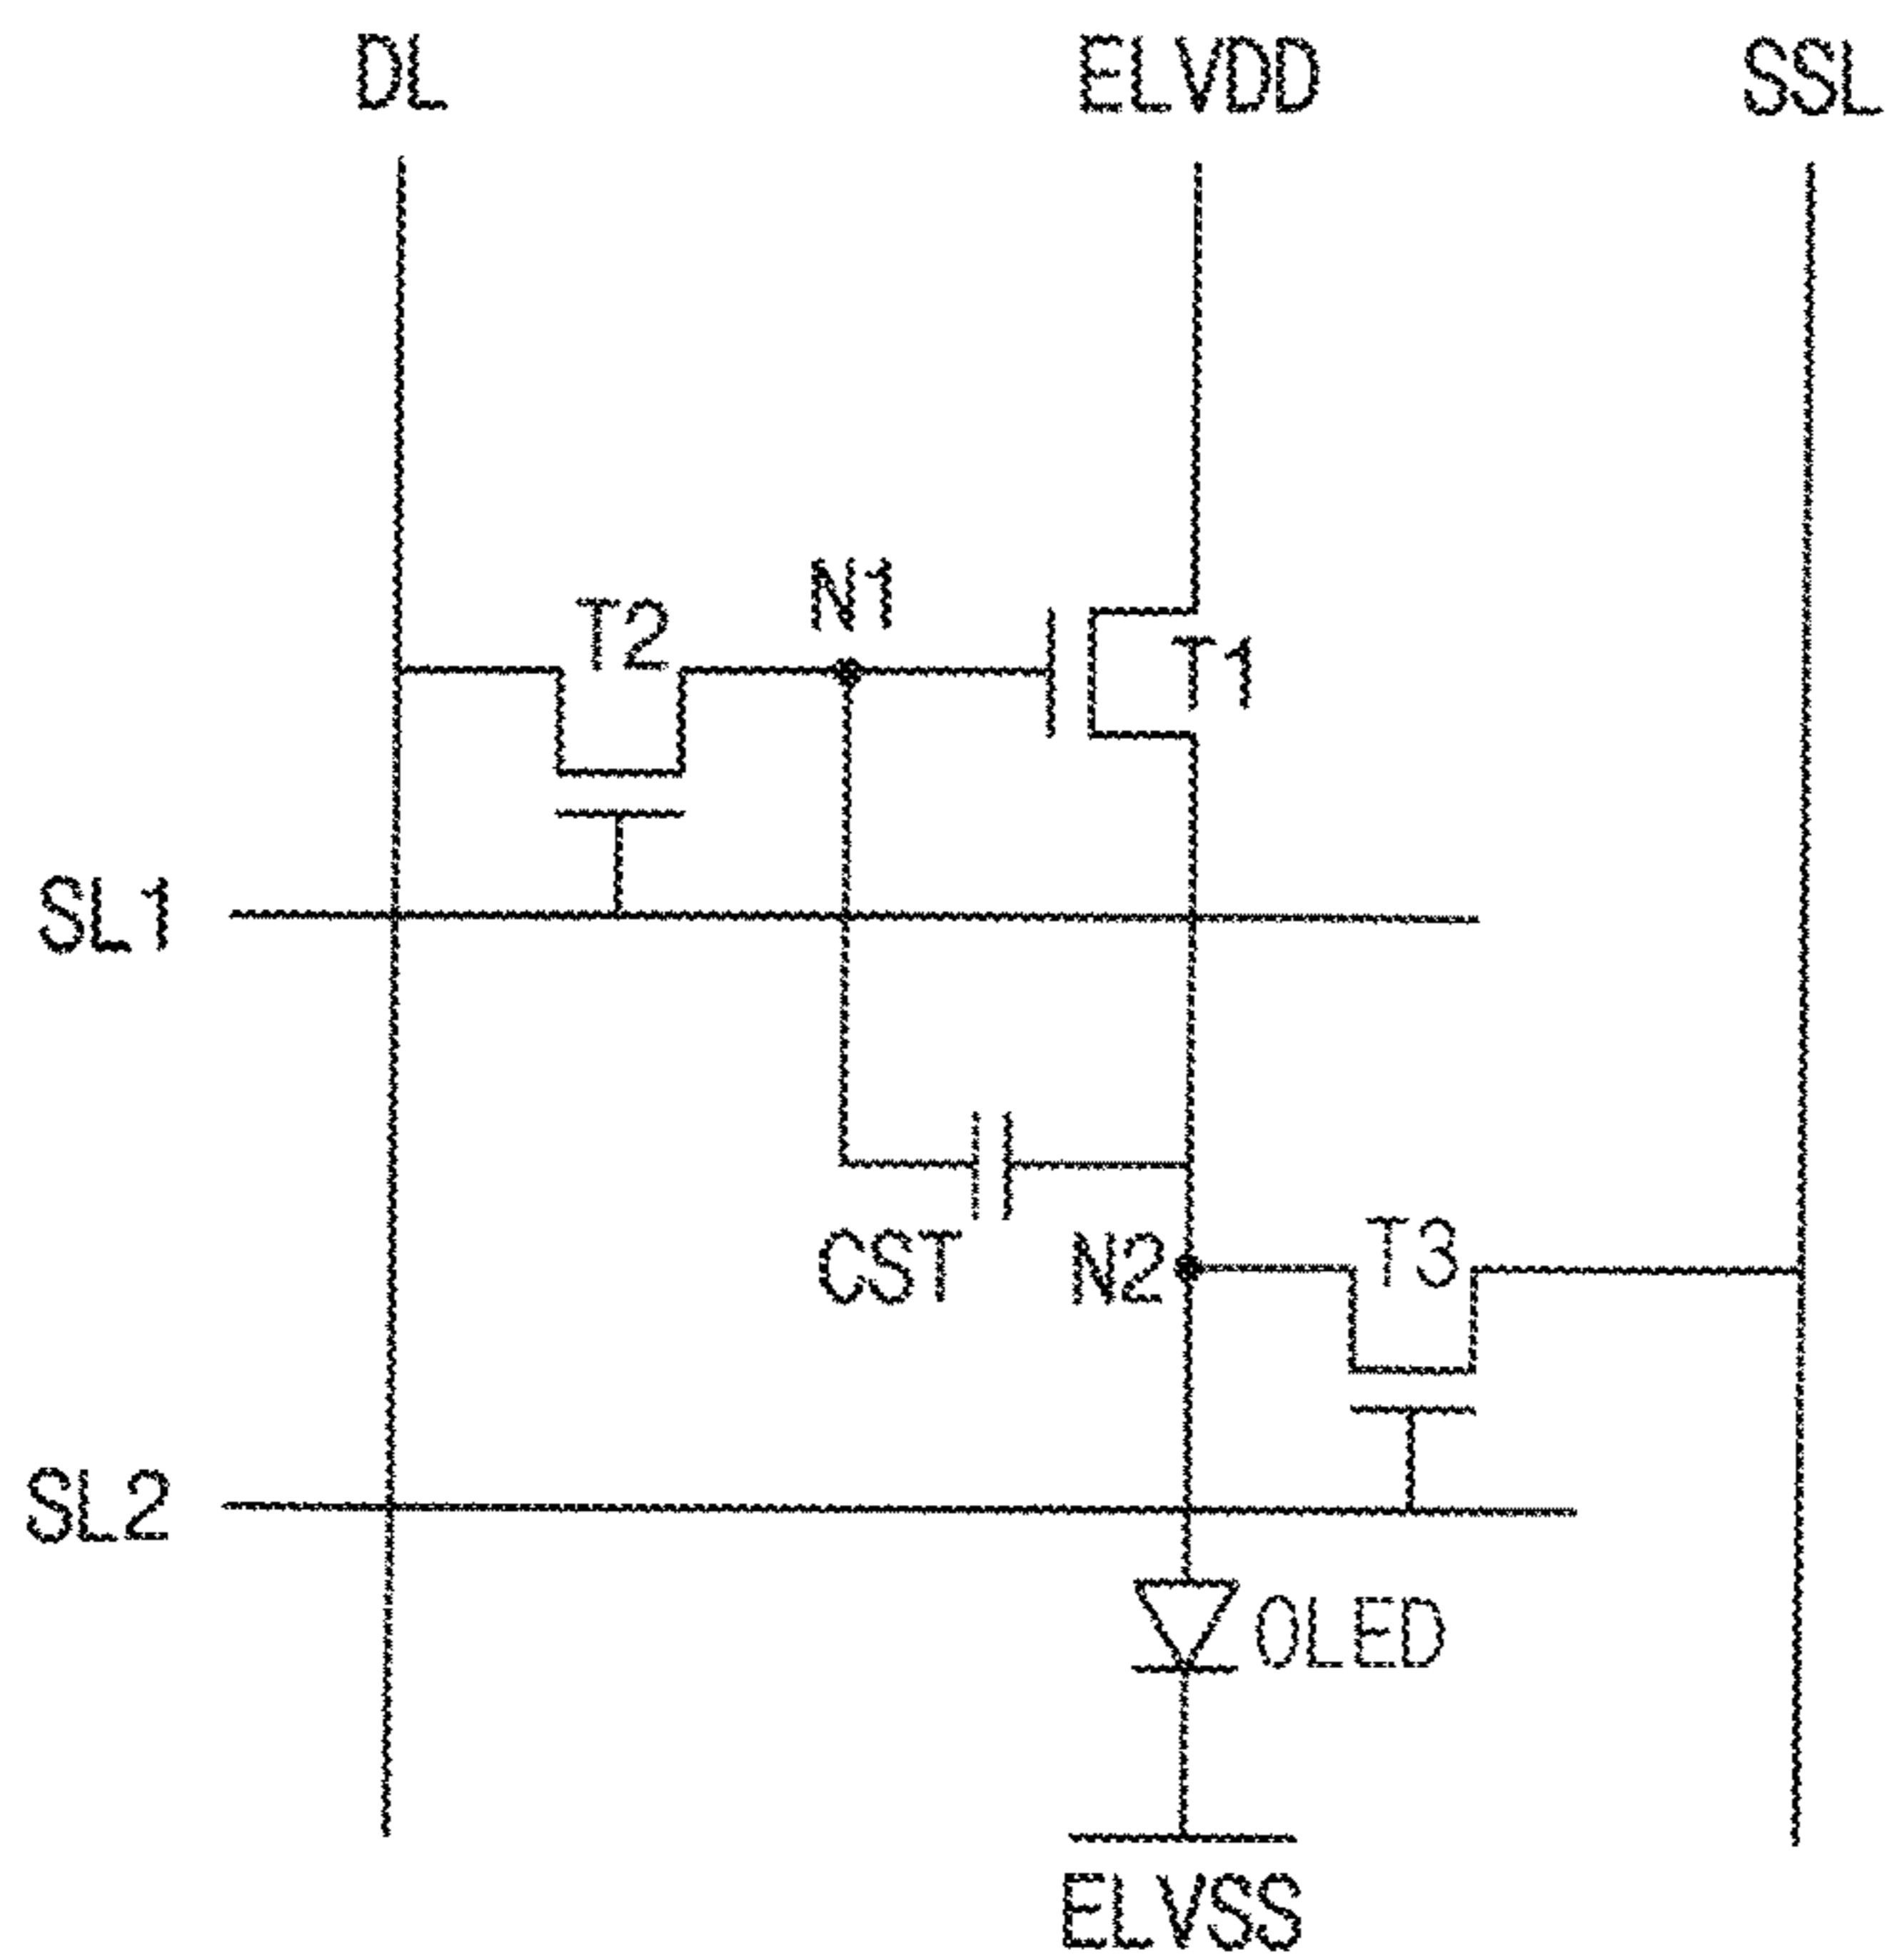 DL
ELVDD
SSL
T2
N1
T1
SL1
CST
N2
T3
SL2
OLED
ELVSS